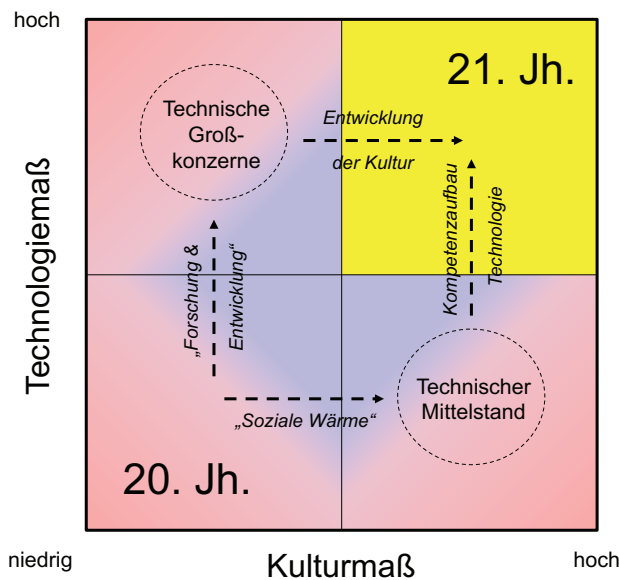 hoch
21. Jh.
Technische
Groß-
konzerne
Entwicklung
der Kultur
Kompetenzaufbau
Technologie
Technologiemaß
„Forschung &
Entwicklung“
Technischer
Mittelstand
„Soziale Wärme“
20. Jh.
niedrig
Kulturmaß
hoch